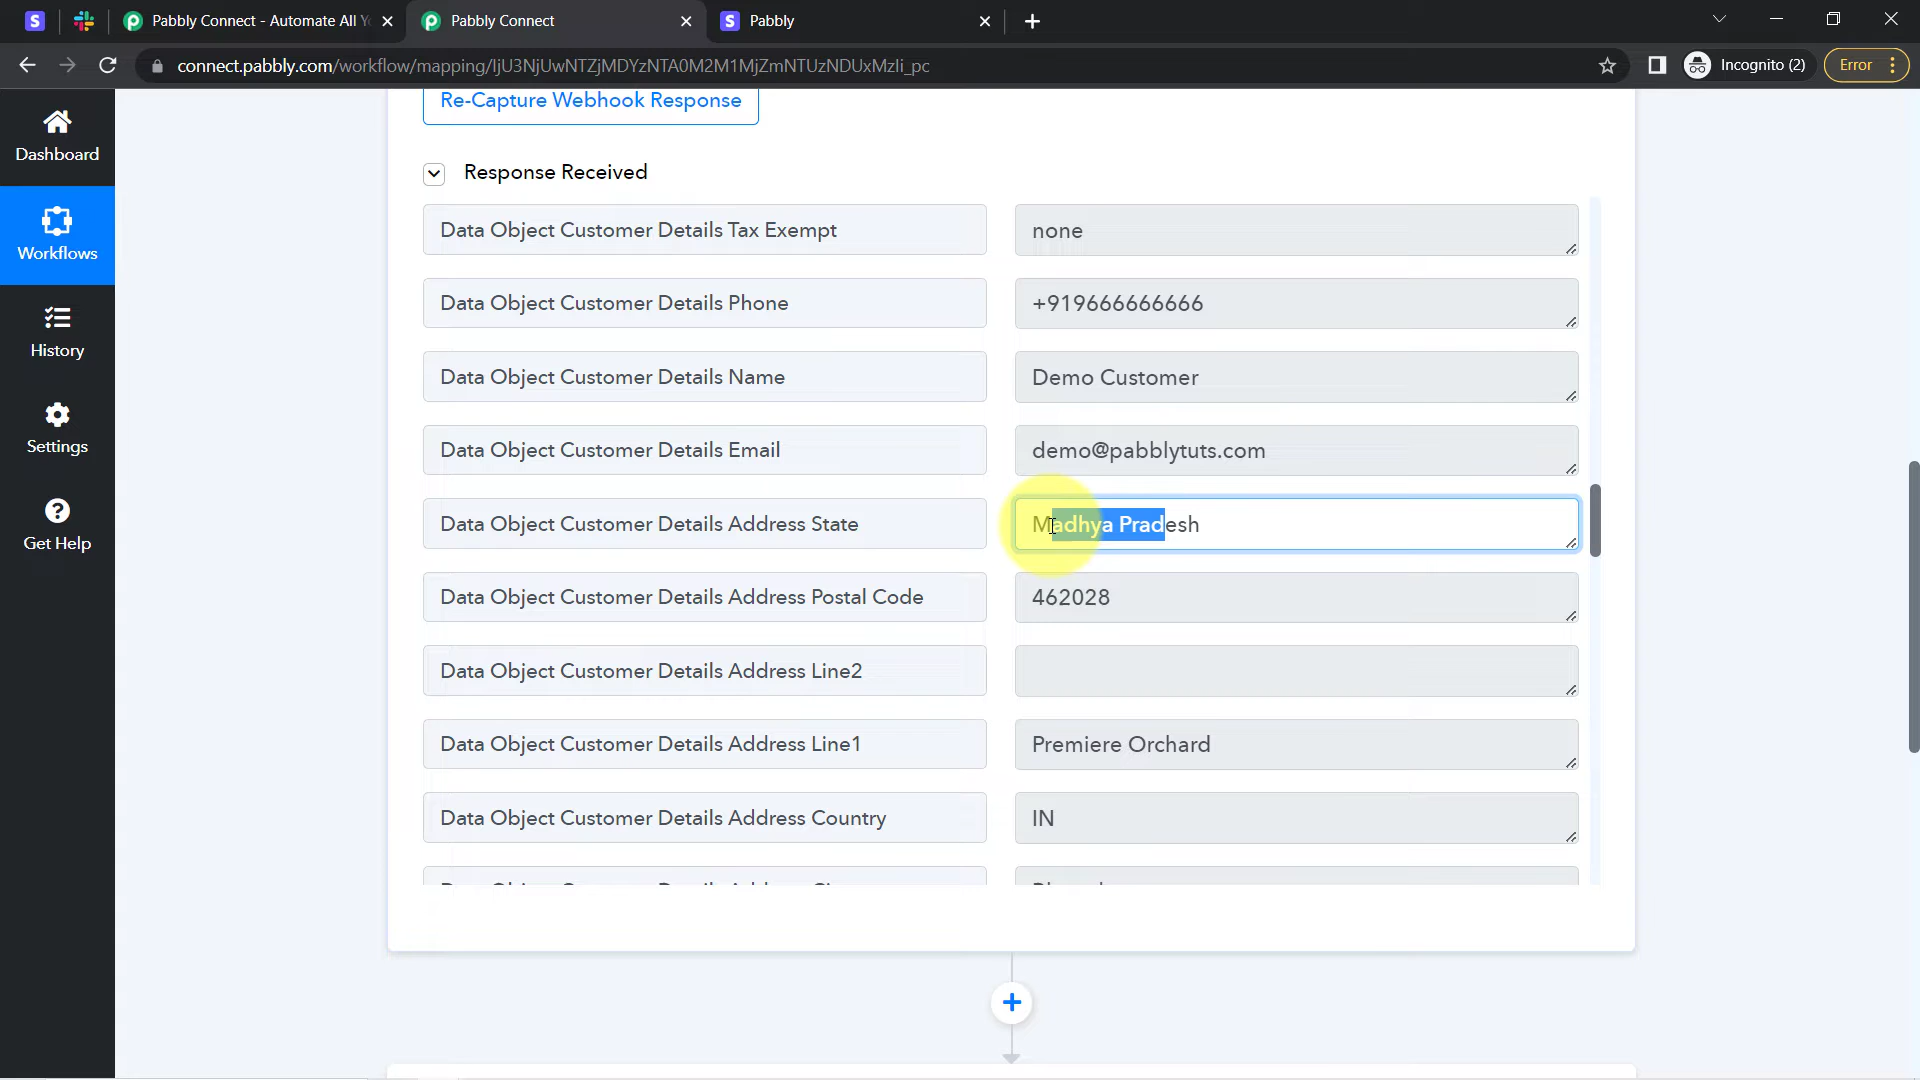 Pabbly Connect - Automate All Y
Pabbly Connect
Pabbly
connect.pabbly.com/workflow/mapping/IjU3NjUwNTZjMDYzNTA0M2M1MjZmNTUzNDUxMzIi_pc
Incognito (2)
Error
Dashboard
Workflows
History
Settings
Get Help
Re-Capture Webhook Response
Response Received
Data Object Customer Details Tax Exempt
none
Data Object Customer Details Phone
+919666666666
Data Object Customer Details Name
Demo Customer
Data Object Customer Details Email
demo@pabblytuts.com
Data Object Customer Details Address State
Madhya Pradesh
Data Object Customer Details Address Postal Code
462028
Data Object Customer Details Address Line2
Data Object Customer Details Address Line1
Premiere Orchard
Data Object Customer Details Address Country
IN